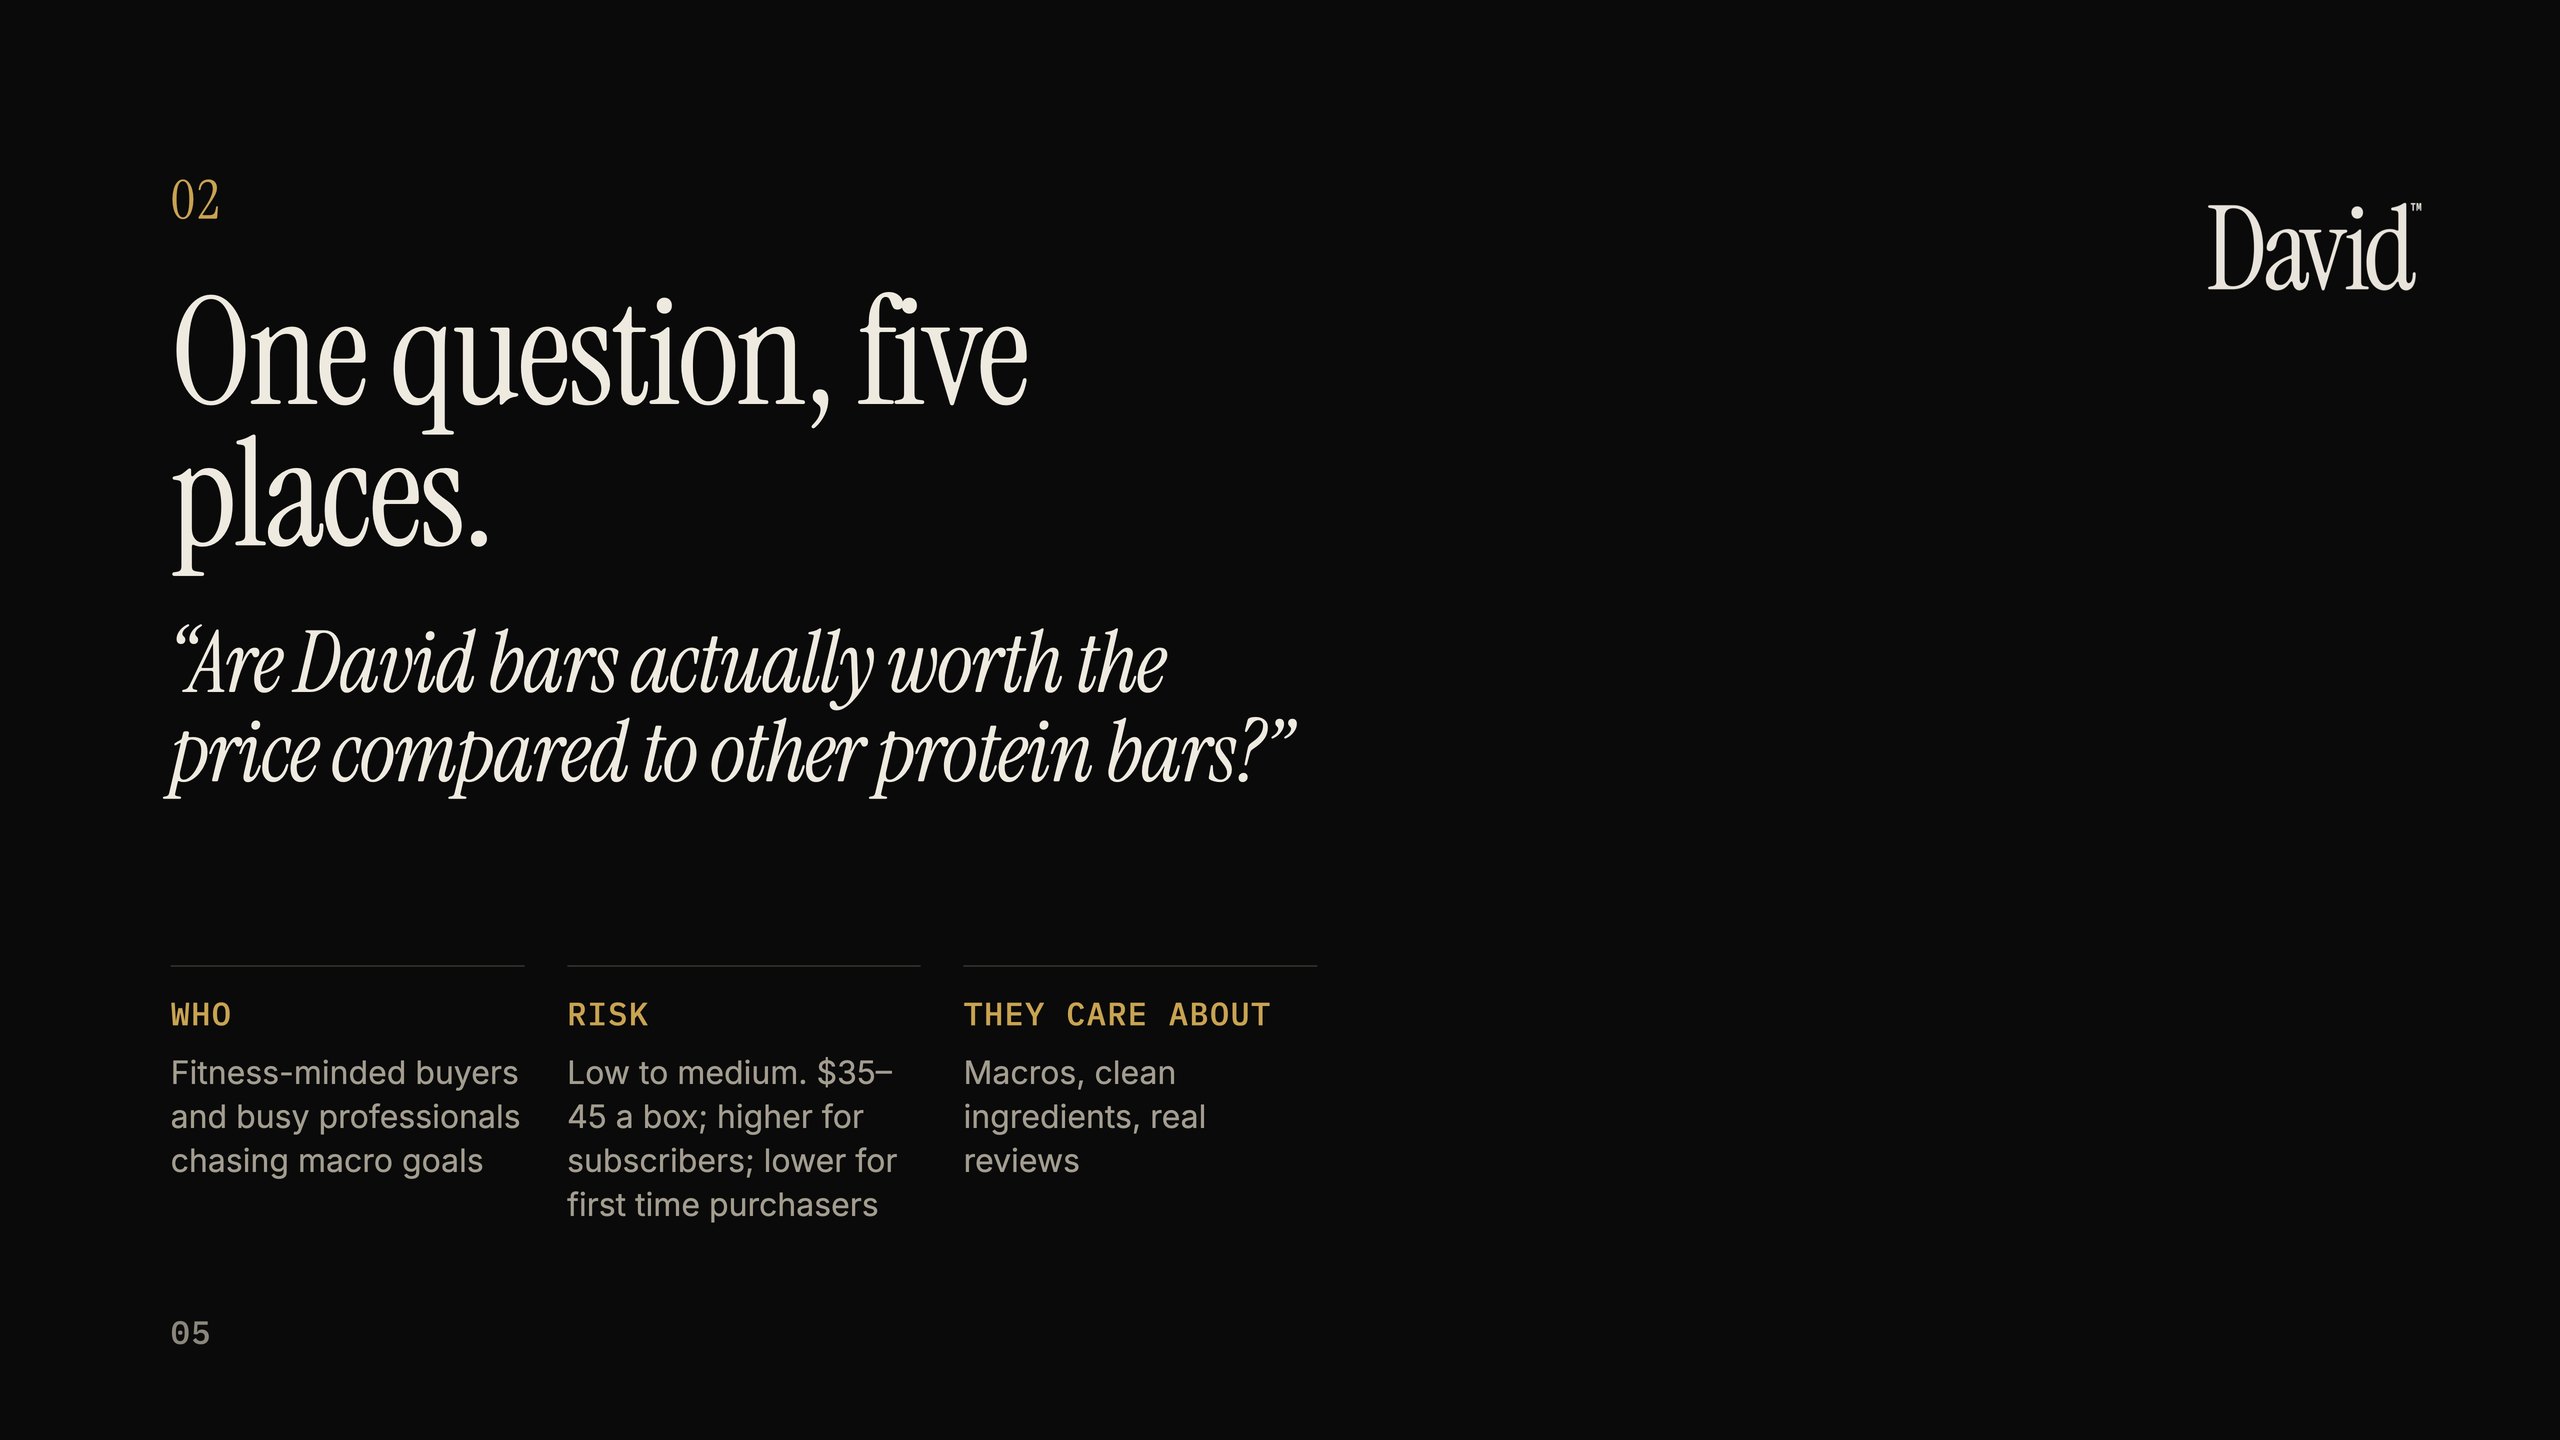 02
David™
One question, five
places.
“Are David bars actually worth the
price compared to other protein bars?”
WHO
Fitness-minded buyers
and busy professionals
chasing macro goals
RISK
Low to medium. $35–
45 a box; higher for
subscribers; lower for
first time purchasers
THEY CARE ABOUT
Macros, clean
ingredients, real
reviews
05